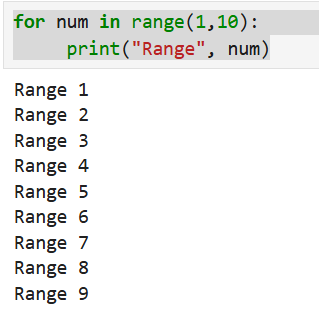 for num in range(1,10):
     print("Range", num)
Range 1
Range 2
Range 3
Range 4
Range 5
Range 6
Range 7
Range 8
Range 9